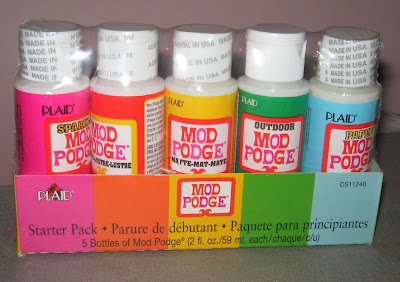 MADE IN USA
MADE IN USA
MADE IN USA
MADE IN USA
MADE IN USA
PLAID
SPARKLE
MOD
PODGE
MOD
PODGE
LUSTRE-LUSTRE
PLAID
MOD
PODGE®
MATTE-MAT-MATE
PLAID
OUTDOOR
MOD
PODGE
PLAID
PAPER
MOD
PODGE
PLAID
MOD
PODGE
CS11240
Starter Pack • Parure de débutant • Paquete para principiantes
5 Bottles of Mod Podge® (2 fl. oz./59 ml. each/chaque/c/u)